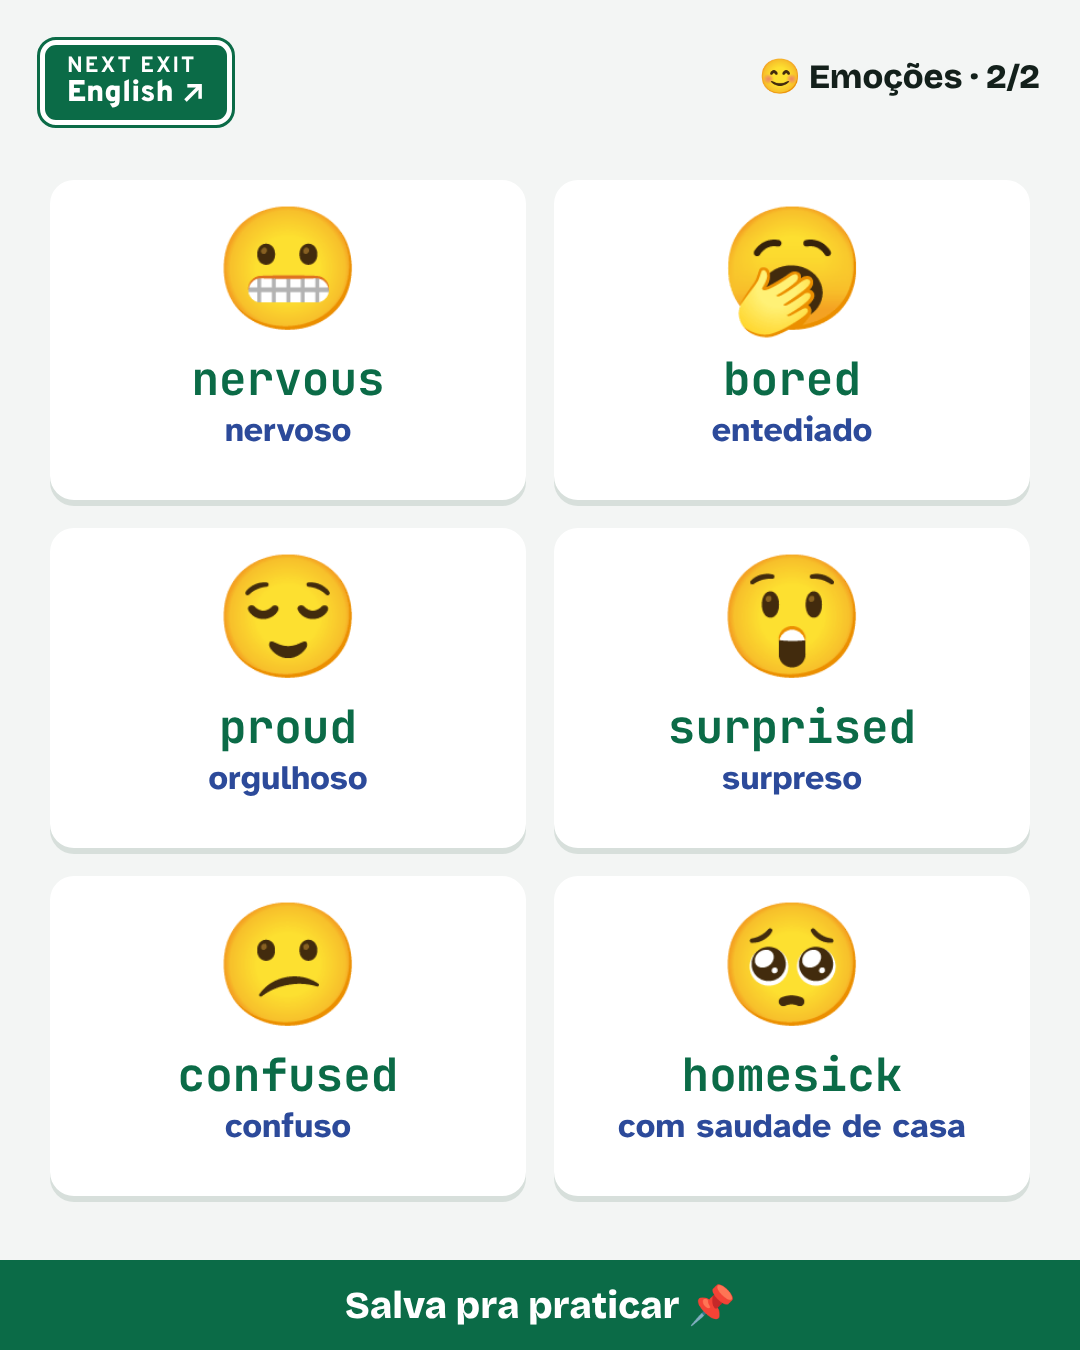 NEXT EXIT
English ↗
😊 Emoções · 2/2
nervous
nervoso
bored
entediado
proud
orgulhoso
surprised
surpreso
confused
confuso
homesick
com saudade de casa
Salva pra praticar 📌